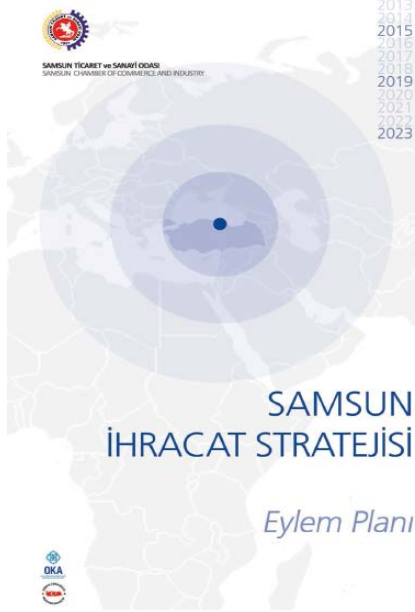 SAMSUN TİCARET ve SANAYİ ODASI
SAMSUN CHAMBER OF COMMERCE AND INDUSTRY
2013
2014
2015
2016
2017
2018
2019
2020
2021
2022
2023
SAMSUN
İHRACAT STRATEJİSİ
Eylem Planı
OKA